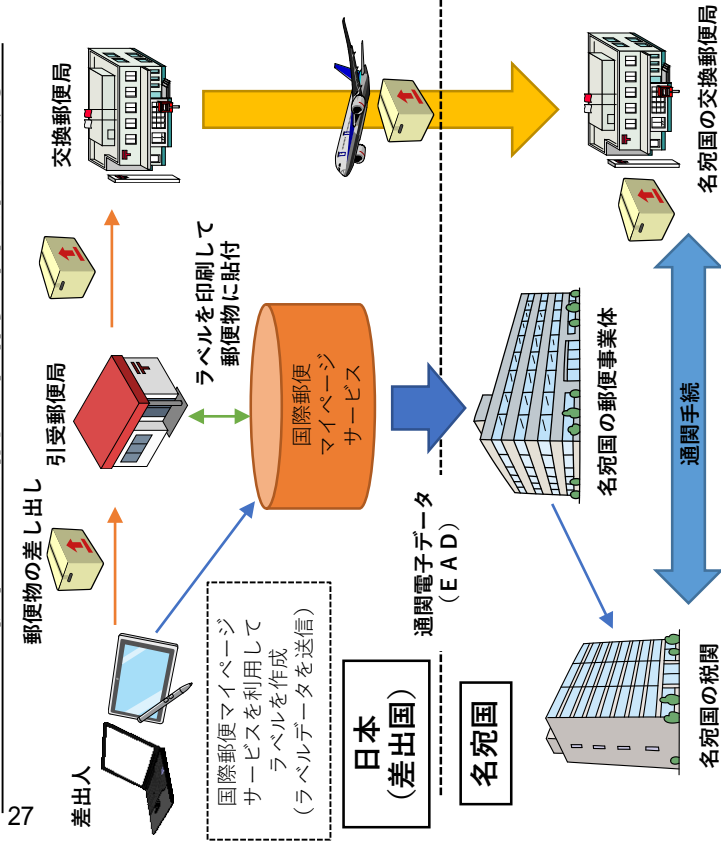 27
差出人
郵便物の差し出し
引受郵便局
交換郵便局
国際郵便マイページ
サービスを利用して
ラベルを作成
(ラベルデータを送信)
ラベルを印刷して
郵便物に貼付
国際郵便
マイページ
サービス
日本
(差出国)
通関電子データ
(EAD)
名宛国
名宛国の税関
名宛国の郵便事業体
通関手続
名宛国の交換郵便局